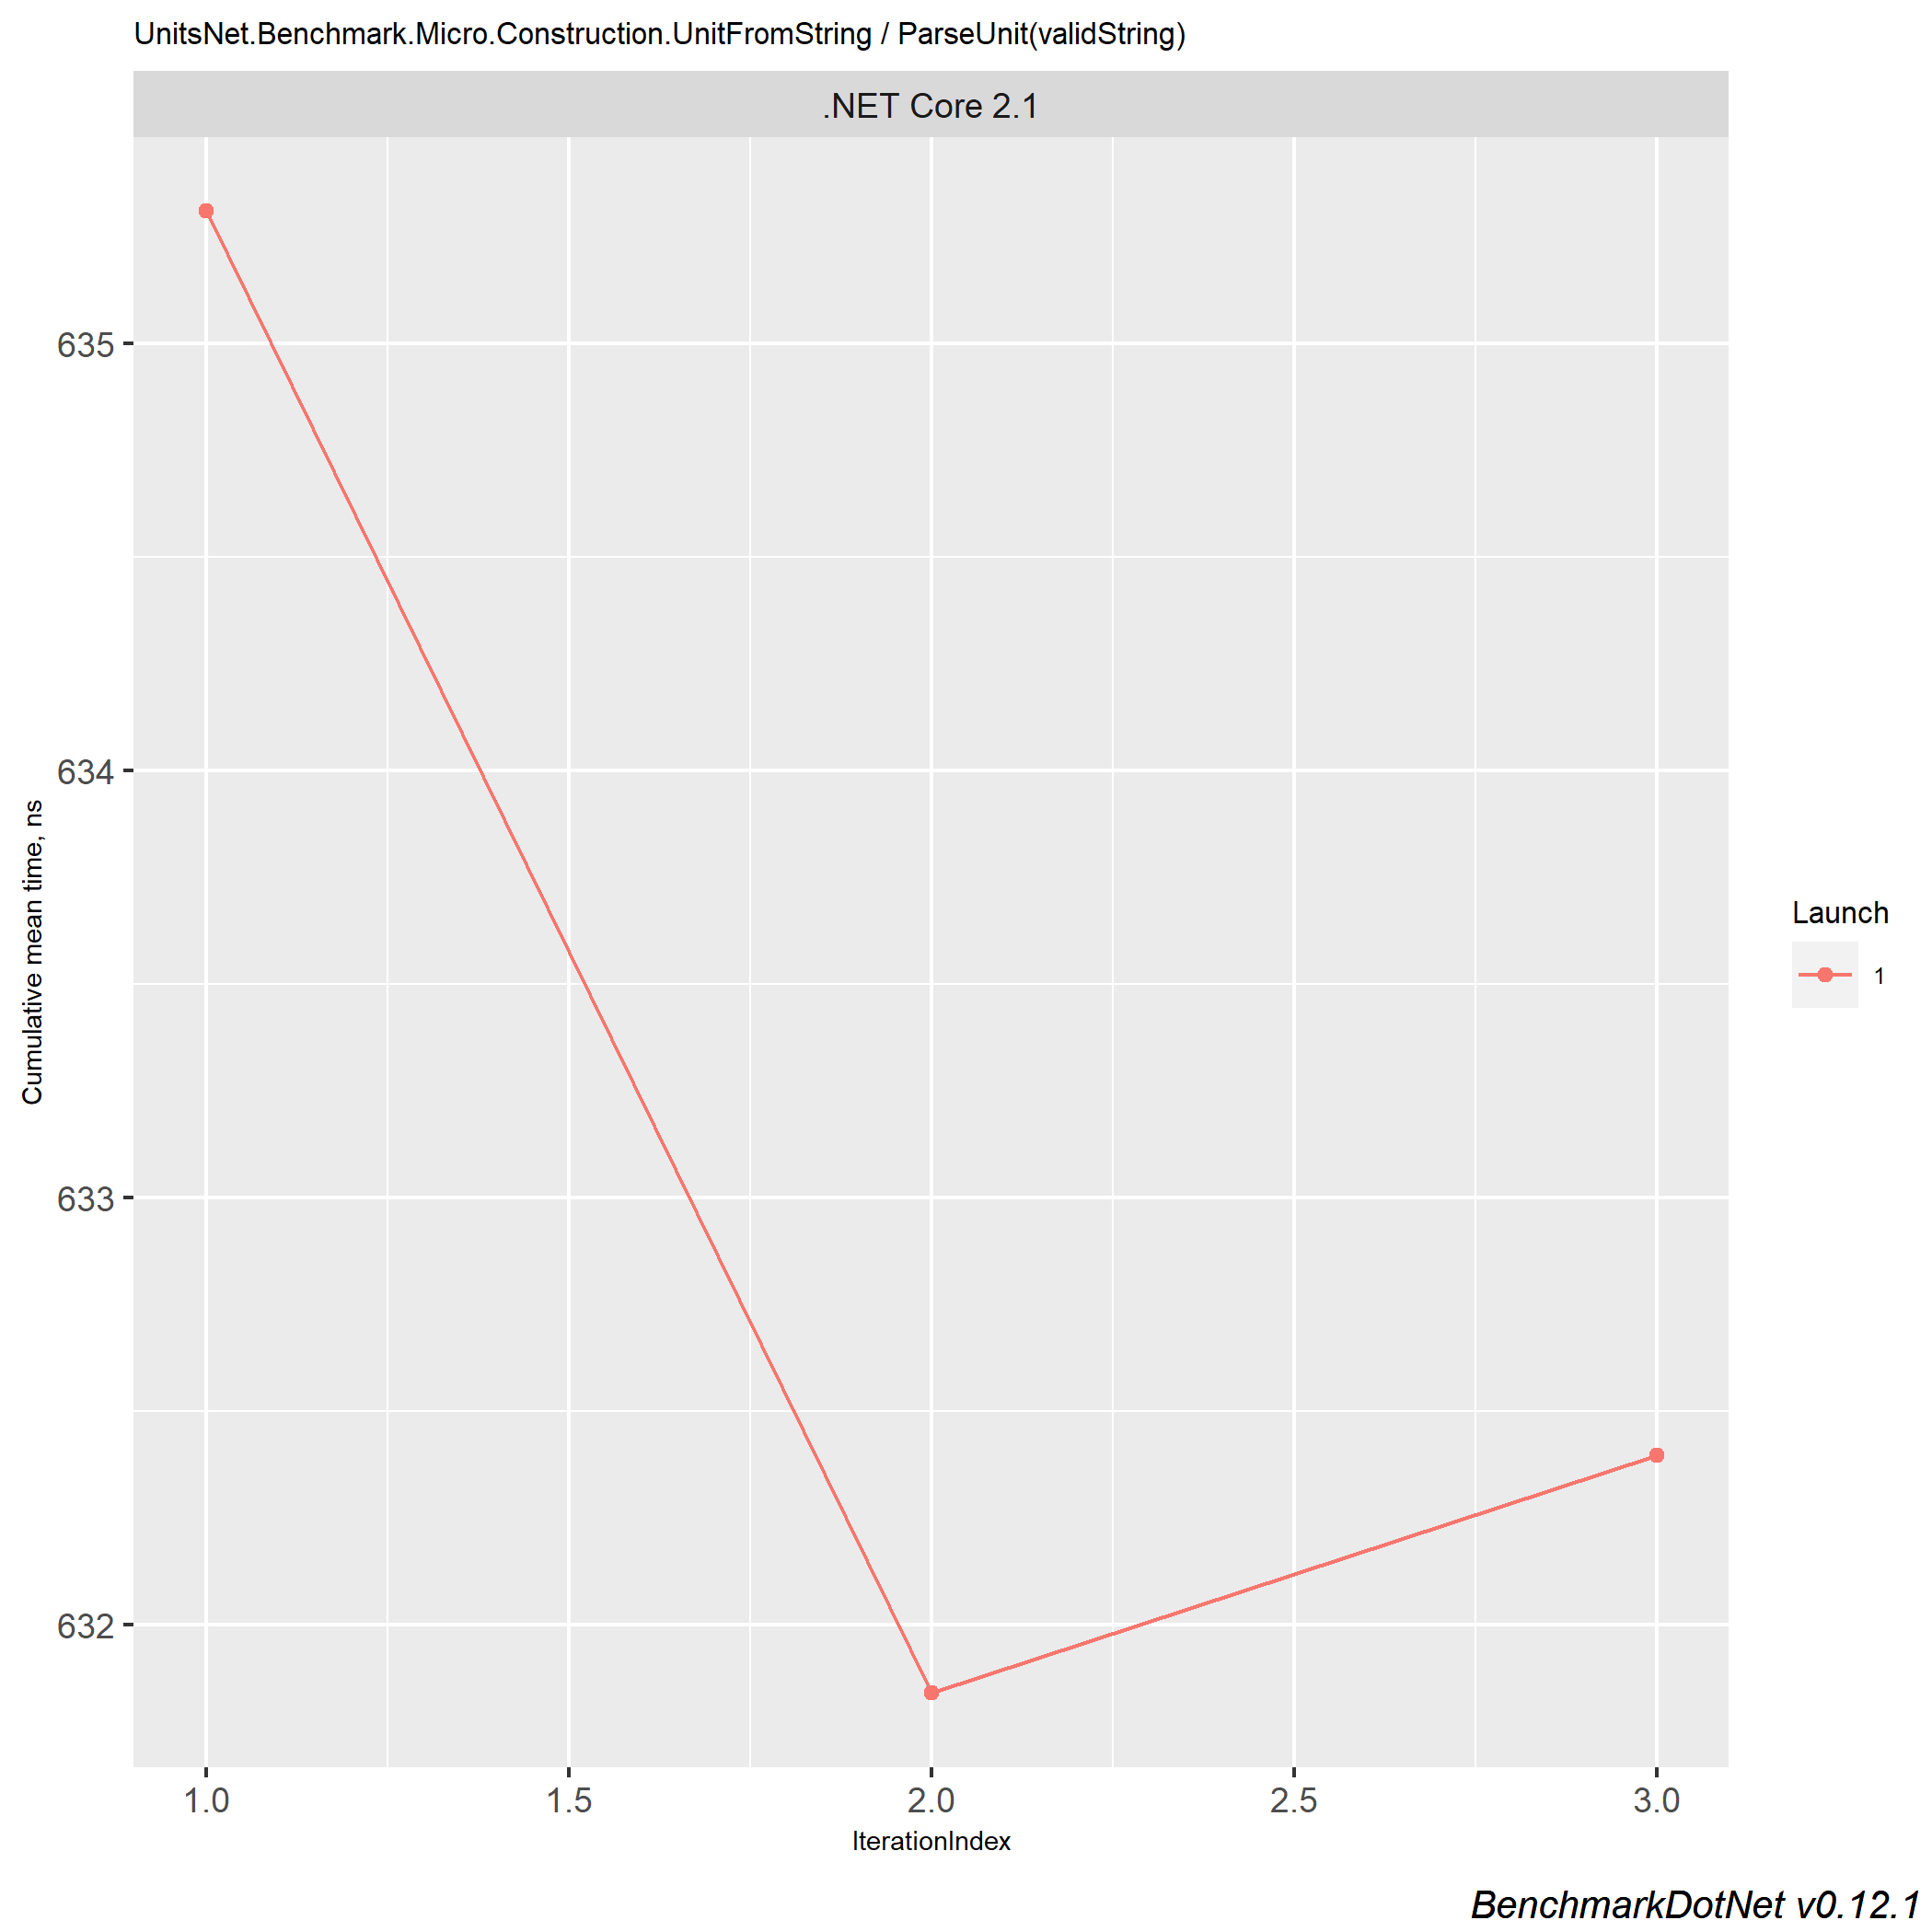 UnitsNet.Benchmark.Micro.Construction.UnitFromString / ParseUnit(validString)
.NET Core 2.1
635
634
633
632
Cumulative mean time, ns
1.0 1.5 2.0 2.5 3.0
IterationIndex
Launch
1
BenchmarkDotNet v0.12.1